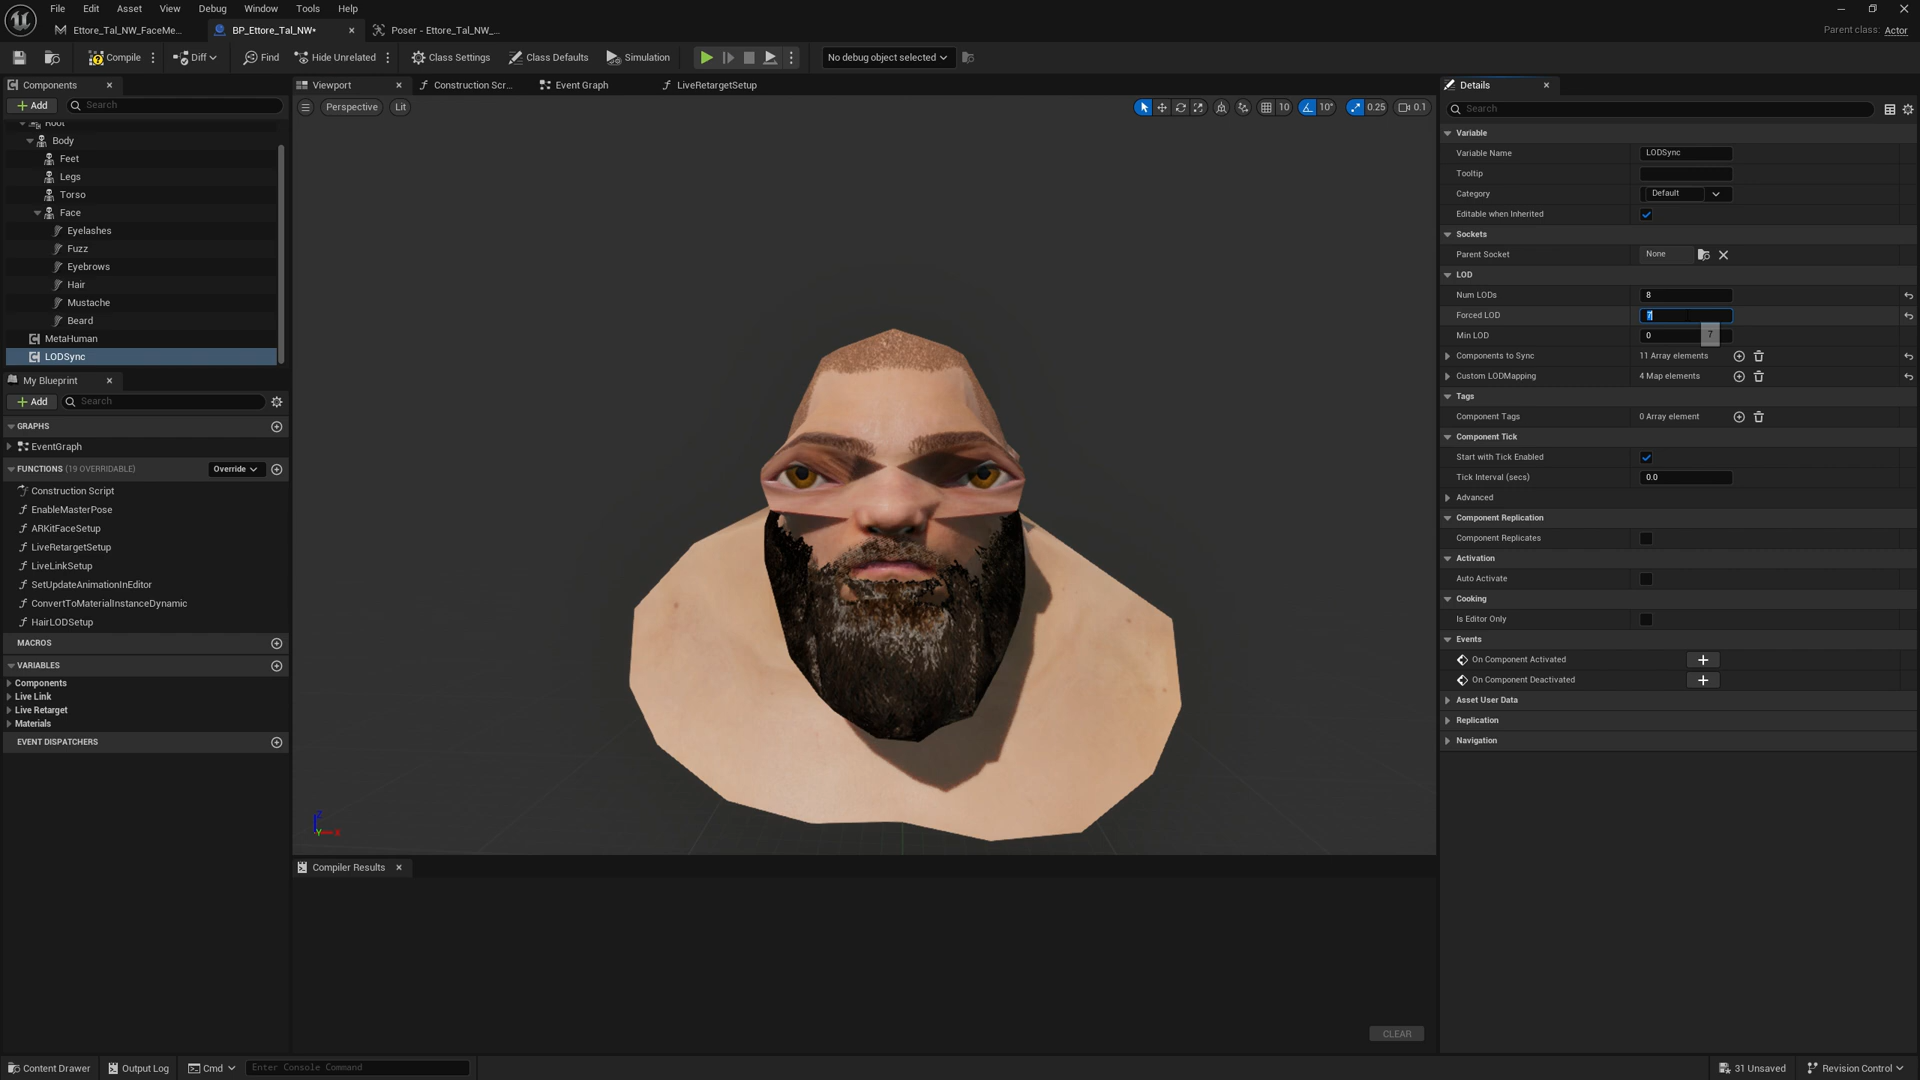 File Edit Asset View Debug Window Tools Help
Ettore_Tal_NW_FaceMe... BP_Ettore_Tal_NW• Poser - Ettore_Tal_NW_... Parent class: Actor
Compile Diff Find Hide Unrelated Class Settings Class Defaults Simulation No debug object selected
Components
Add Search
Root
Body
Feet
Legs
Torso
Face
Eyelashes
Fuzz
Eyebrows
Hair
Mustache
Beard
MetaHuman
LODSync
My Blueprint
Add Search
GRAPHS
EventGraph
FUNCTIONS (19 OVERRIDABLE) Override
Construction Script
EnableMasterPose
ARKitFaceSetup
LiveRetargetSetup
LiveLinkSetup
SetUpdateAnimationInEditor
ConvertToMaterialInstanceDynamic
HairLODSetup
MACROS
VARIABLES
Components
Live Link
Live Retarget
Materials
EVENT DISPATCHERS
Viewport Construction Scr... Event Graph LiveRetargetSetup
Perspective Lit 10 10° 0.25 0.1
Z
Y X
Compiler Results
CLEAR
Details
Search
Variable
Variable Name LODSync
Tooltip
Category Default
Editable when Inherited
Sockets
Parent Socket None
LOD
Num LODs 8
Forced LOD 7
Min LOD 0 7
Components to Sync 11 Array elements
Custom LODMapping 4 Map elements
Tags
Component Tags 0 Array element
Component Tick
Start with Tick Enabled
Tick Interval (secs) 0.0
Advanced
Component Replication
Component Replicates
Activation
Auto Activate
Cooking
Is Editor Only
Events
On Component Activated
On Component Deactivated
Asset User Data
Replication
Navigation
Content Drawer Output Log Cmd Enter Console Command 31 Unsaved Revision Control